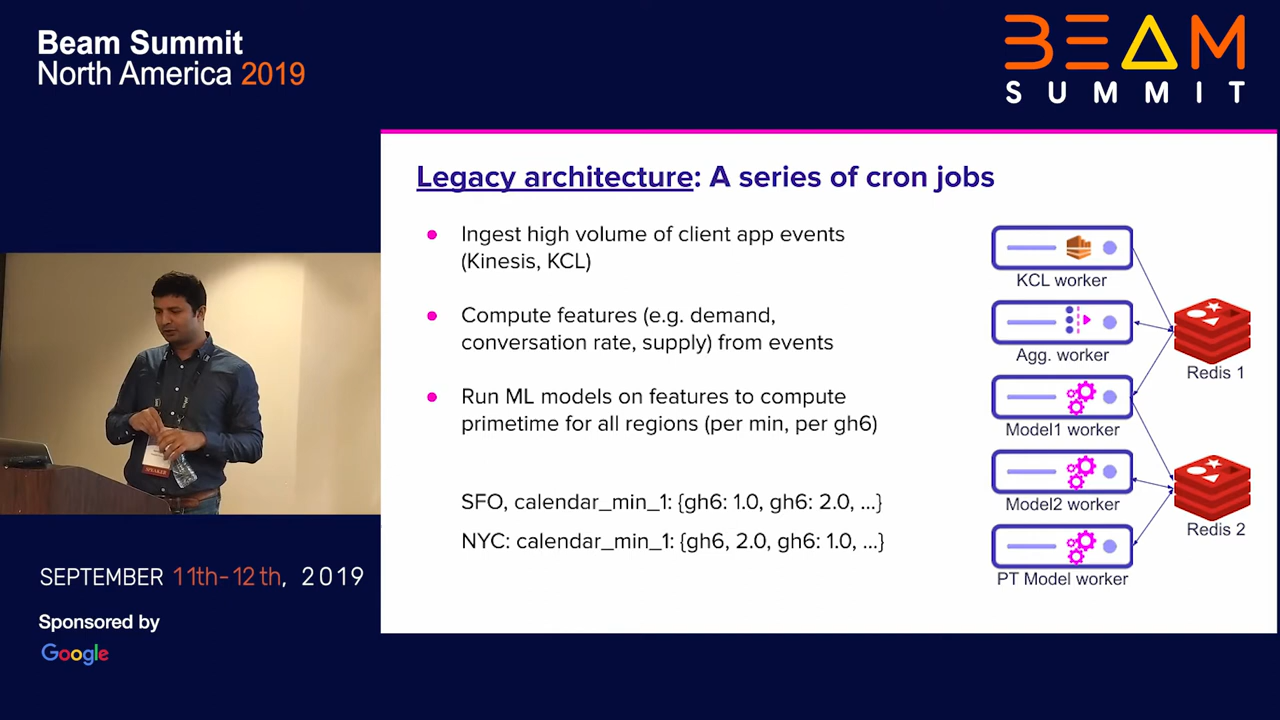 Beam Summit
North America 2019
BEAM
SUMMIT
Legacy architecture: A series of cron jobs
Ingest high volume of client app events
(Kinesis, KCL)
Compute features (e.g. demand,
conversation rate, supply) from events
Run ML models on features to compute
primetime for all regions (per min, per gh6)
SFO, calendar_min_1: {gh6: 1.0, gh6: 2.0, ...}
NYC: calendar_min_1: {gh6, 2.0, gh6: 1.0, ...}
KCL worker
Agg. worker
Model1 worker
Model2 worker
PT Model worker
Redis 1
Redis 2
SPEAKER
SEPTEMBER 11th-12th, 2019
Sponsored by
Google